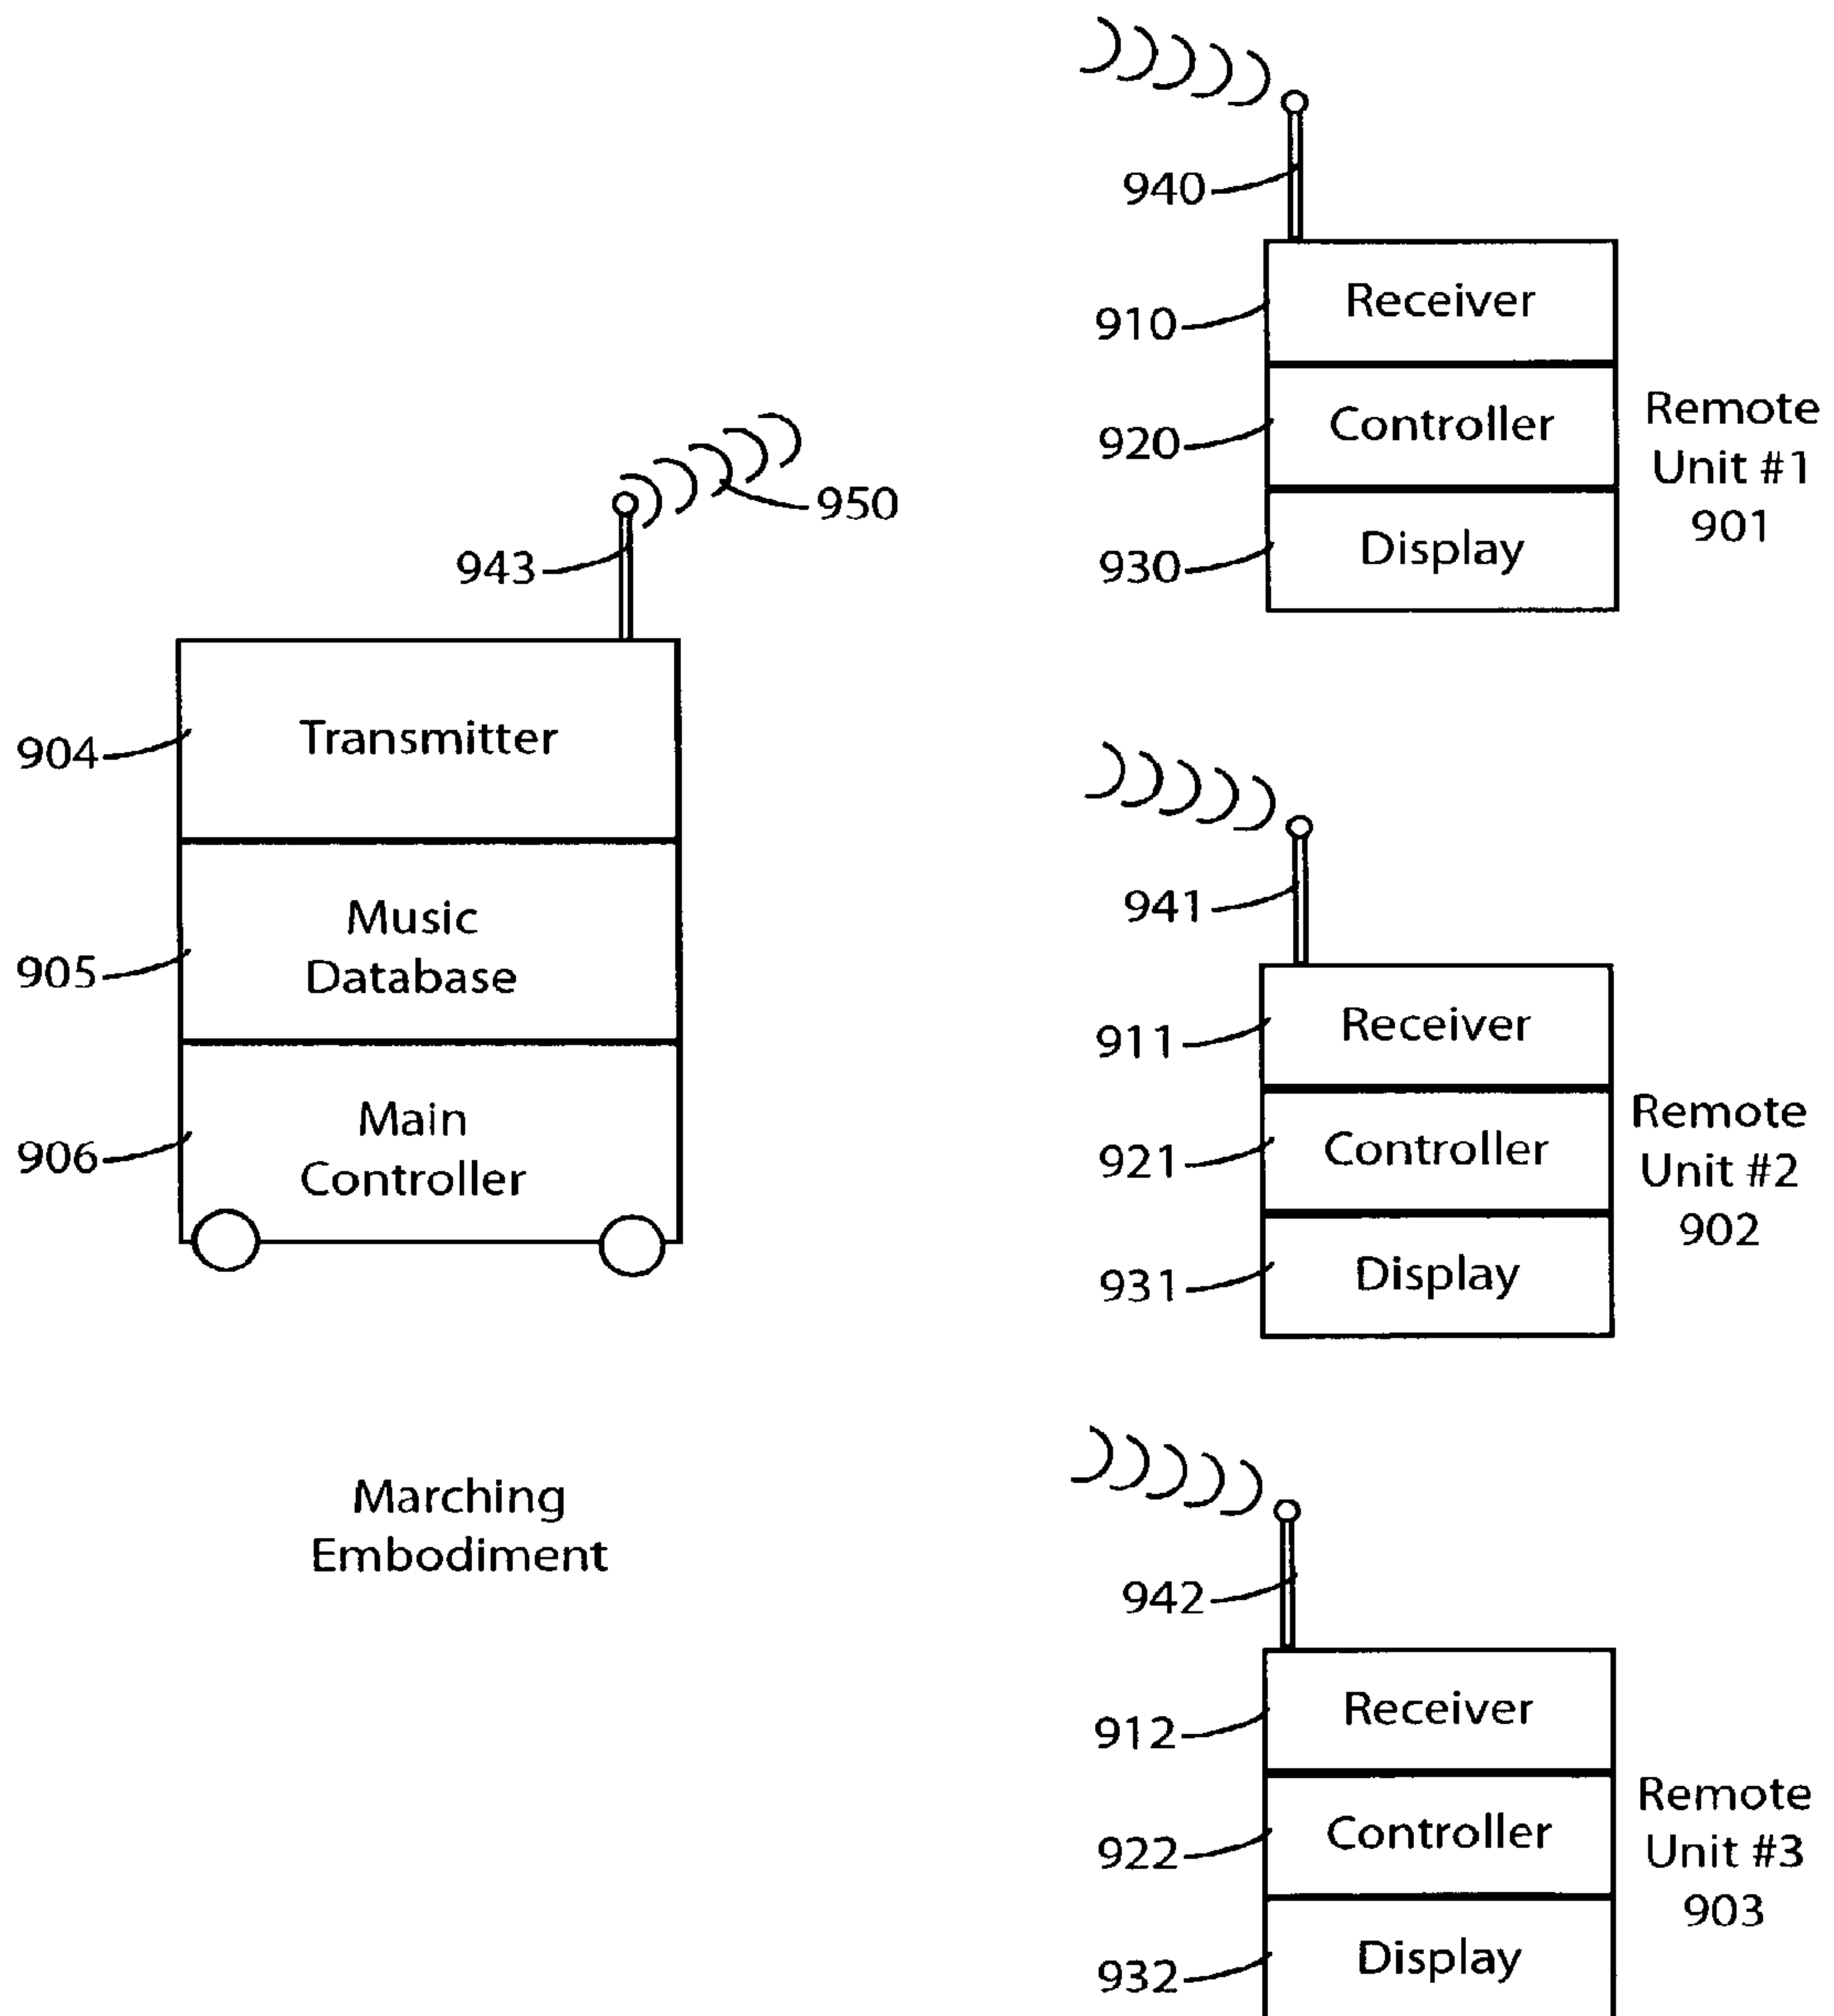 943
950
904
Transmitter
905
Music
Database
906
Main
Controller
Marching
Embodiment
940
910
Receiver
920
Controller
930
Display
Remote
Unit #1
901
941
911
Receiver
921
Controller
931
Display
Remote
Unit #2
902
942
912
Receiver
922
Controller
932
Display
Remote
Unit #3
903